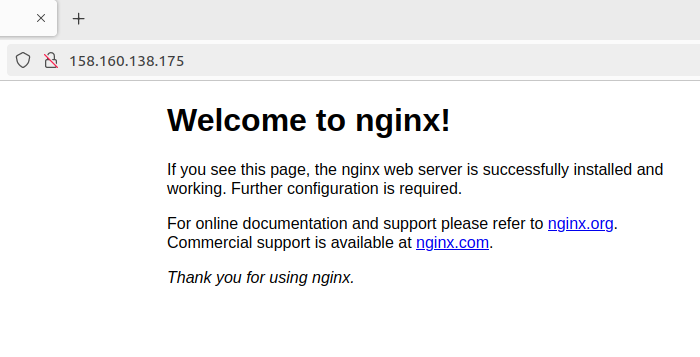 158.160.138.175
Welcome to nginx!
If you see this page, the nginx web server is successfully installed and
working. Further configuration is required.
For online documentation and support please refer to nginx.org.
Commercial support is available at nginx.com.
Thank you for using nginx.